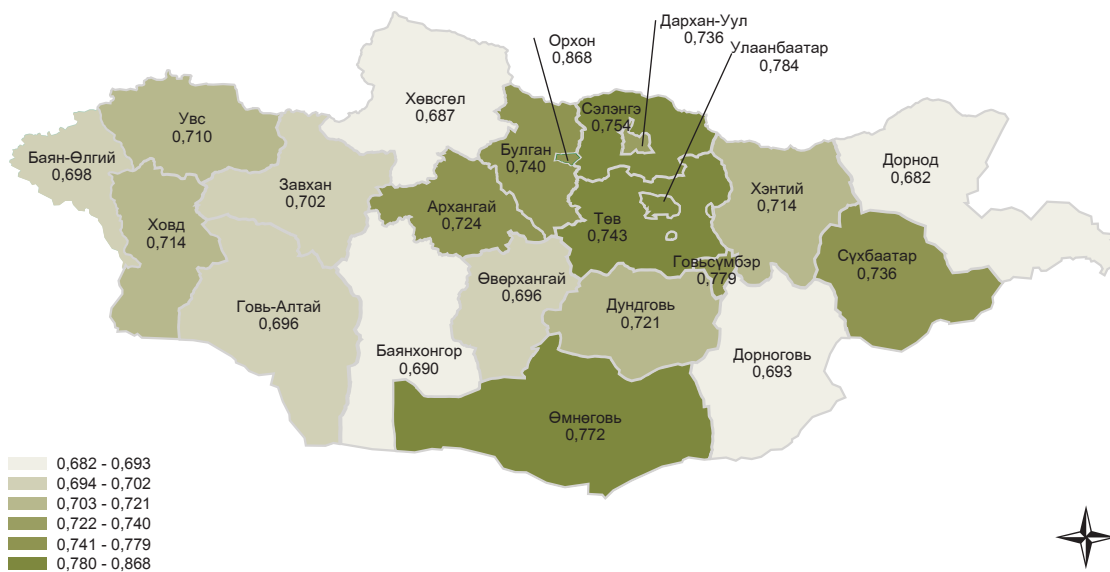 Дархан-Уул
0,736
Орхон
0,868
Улаанбаатар
0,784
Хөвсгөл
0,687
Сэлэнгэ
0,754
Увс
0,710
Булган
0,740
Баян-Өлгий
0,698
Дорнод
0,682
Завхан
0,702
Хэнтий
0,714
Архангай
0,724
Төв
0,743
Ховд
0,714
Сүхбаатар
0,736
Говьсүмбэр
0,779
Өвөрхангай
0,696
Говь-Алтай
0,696
Дундговь
0,721
Баянхонгор
0,690
Дорноговь
0,693
Өмнөговь
0,772
0,682 - 0,693
0,694 - 0,702
0,703 - 0,721
0,722 - 0,740
0,741 - 0,779
0,780 - 0,868